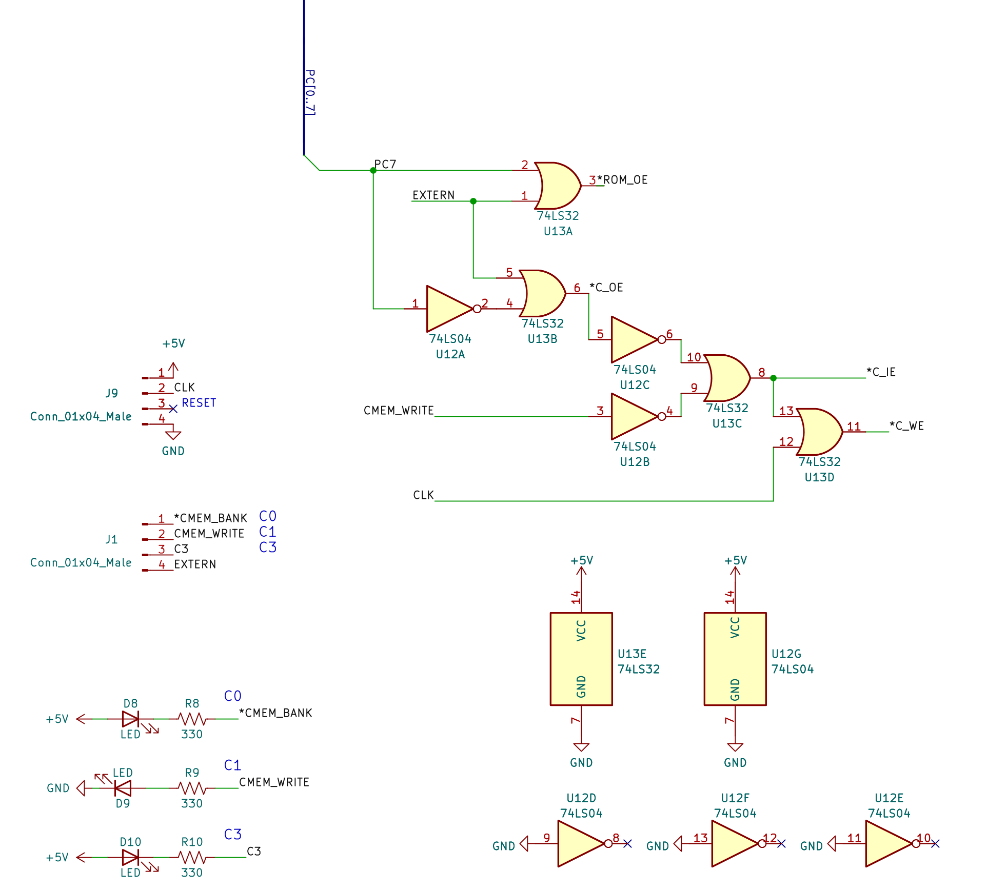 PC[0..7]
PC7
2
3
*ROM_OE
EXTERN
1
74LS32
U13A
5
6
*C_OE
1
2
4
74LS32
U13B
74LS04
U12A
5
6
74LS04
U12C
10
8
*C_IE
9
74LS32
U13C
CMEM_WRITE
3
4
74LS04
U12B
13
11
*C_WE
12
74LS32
U13D
CLK
+5V
J9
Conn_01x04_Male
1
2
CLK
3
RESET
4
GND
J1
Conn_01x04_Male
1
*CMEM_BANK
C0
2
CMEM_WRITE
C1
3
C3
C3
4
EXTERN
+5V
14
VCC
U13E
74LS32
GND
7
GND
+5V
14
VCC
U12G
74LS04
GND
7
GND
C0
D8
R8
+5V
*CMEM_BANK
LED
330
C1
LED
R9
GND
CMEM_WRITE
D9
330
C3
D10
R10
+5V
C3
LED
330
U12D
74LS04
GND
9
8
U12F
74LS04
GND
13
12
U12E
74LS04
GND
11
10